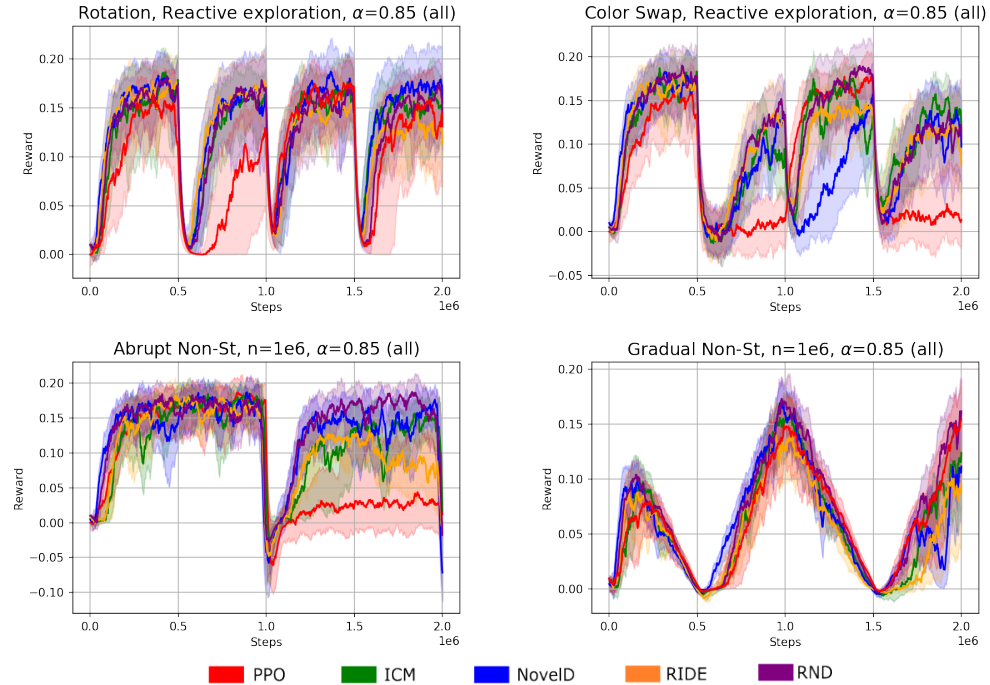 Rotation, Reactive exploration, α=0.85 (all)
Reward
0.20
0.15
0.10
0.05
0.00
0.0 0.5 1.0 1.5 2.0
Steps
1e6
Color Swap, Reactive exploration, α=0.85 (all)
Reward
0.20
0.15
0.10
0.05
0.00
−0.05
0.0 0.5 1.0 1.5 2.0
Steps
1e6
Abrupt Non-St, n=1e6, α=0.85 (all)
Reward
0.20
0.15
0.10
0.05
0.00
−0.05
−0.10
0.0 0.5 1.0 1.5 2.0
Steps
1e6
Gradual Non-St, n=1e6, α=0.85 (all)
Reward
0.20
0.15
0.10
0.05
0.00
0.0 0.5 1.0 1.5 2.0
Steps
1e6
PPO ICM NovelD RIDE RND